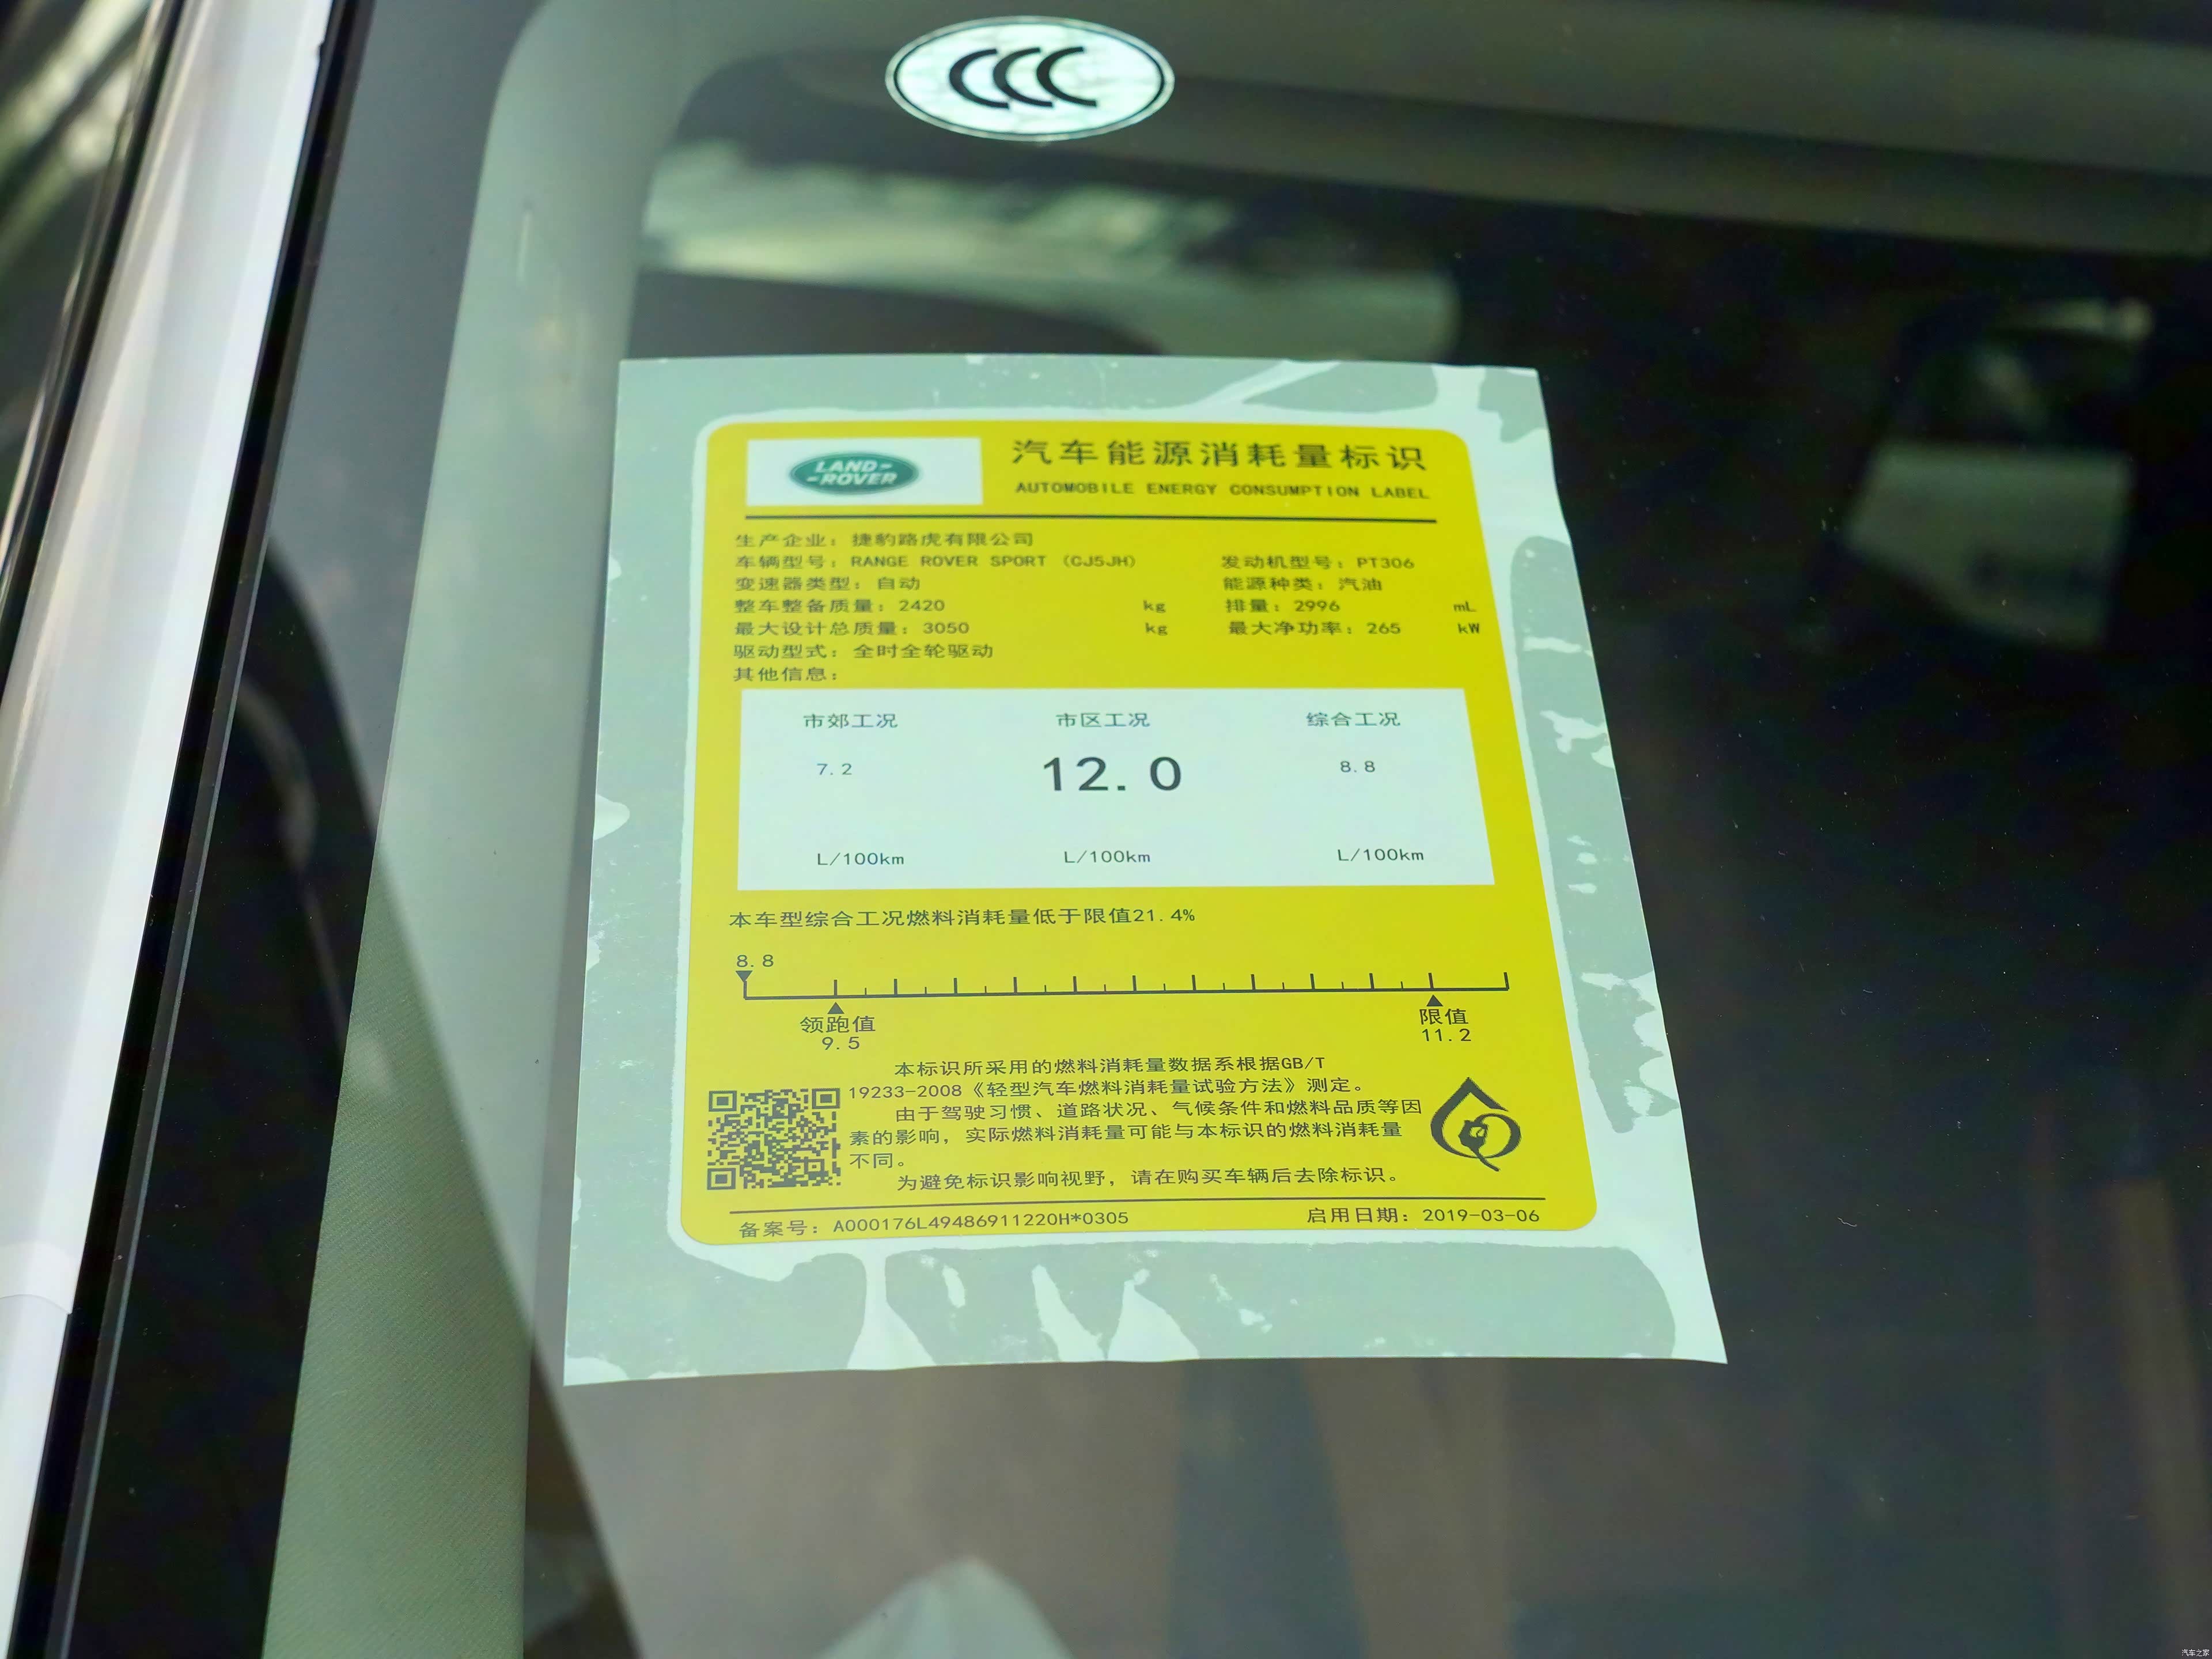 CCC
LAND-
-ROVER
汽车能源消耗量标识
AUTOMOBILE ENERGY CONSUMPTION LABEL
生产企业：捷豹路虎有限公司
车辆型号：RANGE ROVER SPORT (CJ5JH) 发动机型号：PT306
变速器类型：自动 能源种类：汽油
整车整备质量：2420 kg 排量：2996 mL
最大设计总质量：3050 kg 最大净功率：265 kW
驱动型式：全时全轮驱动
其他信息：
市郊工况 市区工况 综合工况
7.2 12.0 8.8
L/100km L/100km L/100km
本车型综合工况燃料消耗量低于限值21.4%
8.8
领跑值 限值
9.5 11.2
本标识所采用的燃料消耗量数据系根据GB/T
19233-2008《轻型汽车燃料消耗量试验方法》测定。
由于驾驶习惯、道路状况、气候条件和燃料品质等因
素的影响，实际燃料消耗量可能与本标识的燃料消耗量
不同。
为避免标识影响视野，请在购买车辆后去除标识。
备案号：A000176L49486911220H*0305 启用日期：2019-03-06
汽车之家